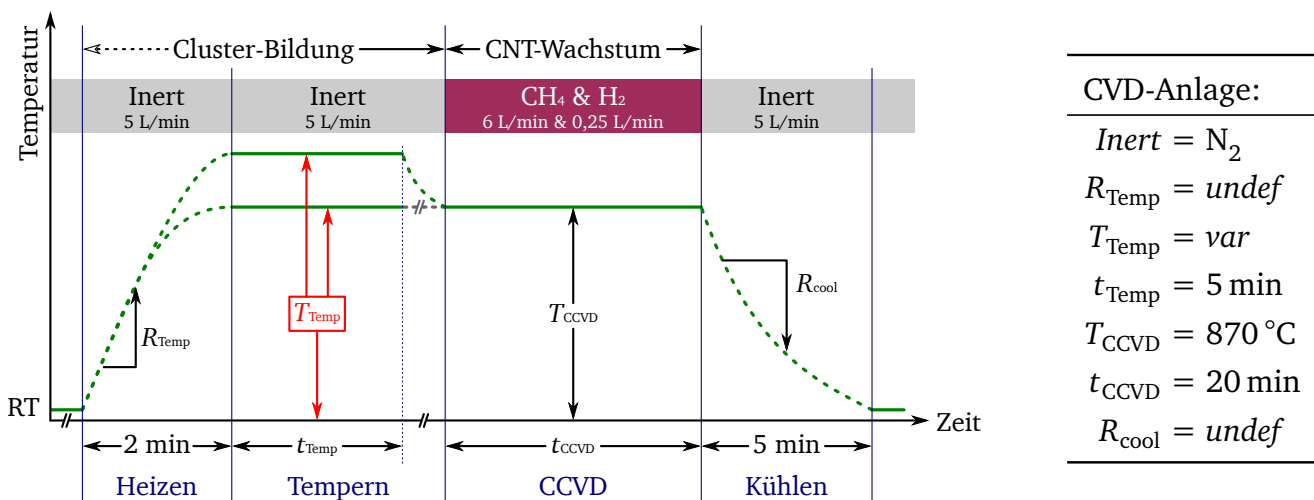 Temperatur
Cluster-Bildung
CNT-Wachstum
Inert
5 L/min
Inert
5 L/min
CH₄ & H₂
6 L/min & 0,25 L/min
Inert
5 L/min
R_Temp
T_Temp
T_CCVD
R_cool
RT
Zeit
2 min
t_Temp
t_CCVD
5 min
Heizen
Tempern
CCVD
Kühlen
CVD-Anlage:
Inert = N₂
R_Temp = undef
T_Temp = var
t_Temp = 5 min
T_CCVD = 870 °C
t_CCVD = 20 min
R_cool = undef